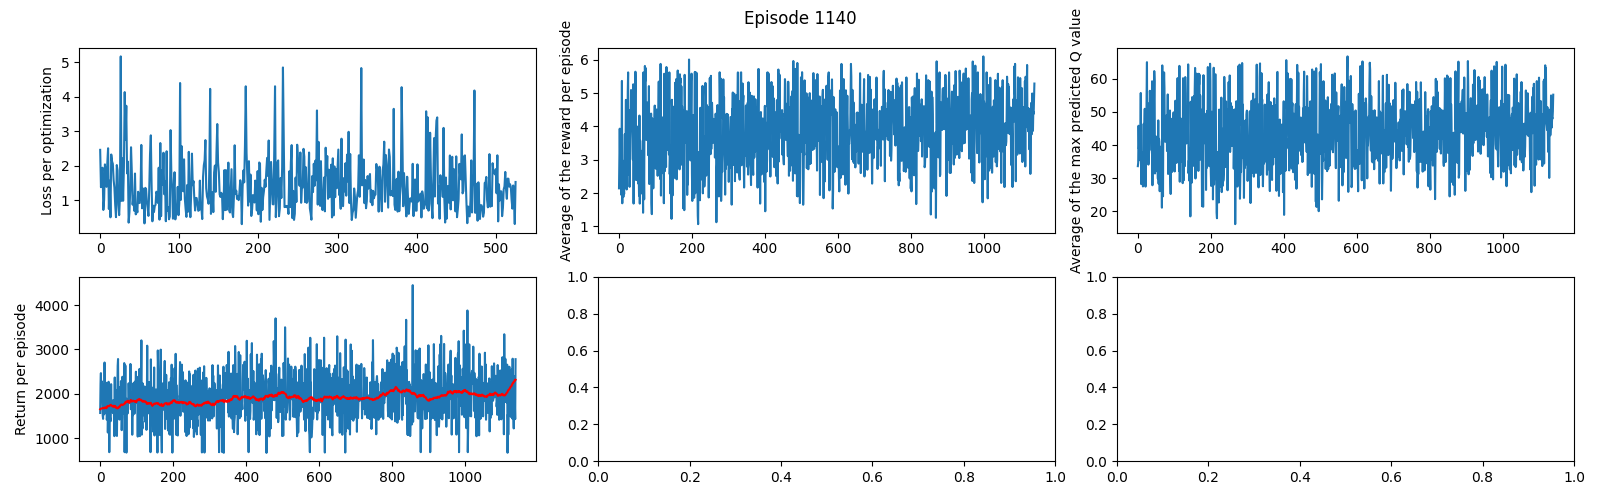 Episode 1140
Loss per optimization
5
4
3
2
1
0 100 200 300 400 500
Average of the reward per episode
6
5
4
3
2
1
0 200 400 600 800 1000
Average of the max predicted Q value
60
50
40
30
20
0 200 400 600 800 1000
Return per episode
4000
3000
2000
1000
0 200 400 600 800 1000
1.0
0.8
0.6
0.4
0.2
0.0
0.0 0.2 0.4 0.6 0.8 1.0
1.0
0.8
0.6
0.4
0.2
0.0
0.0 0.2 0.4 0.6 0.8 1.0